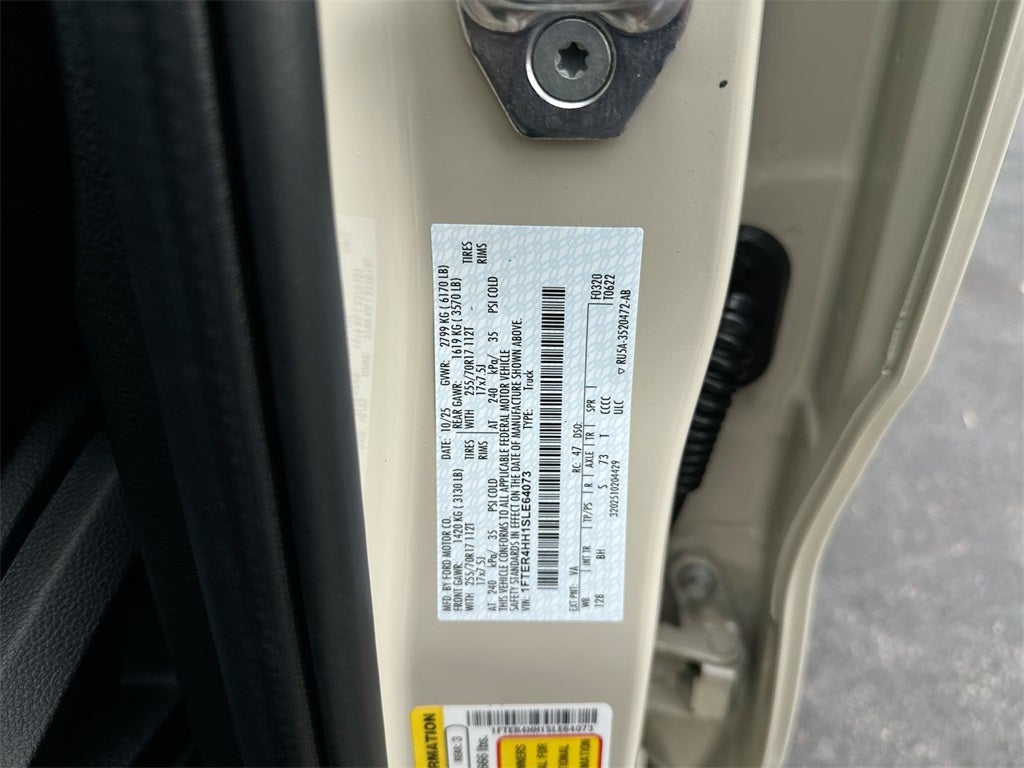 MFD. BY FORD MOTOR CO. DATE: 10/25 GVWR: 2799 KG ( 6170 LB)
FRONT GAWR: 1420 KG ( 3130 LB) REAR GAWR: 1619 KG ( 3570 LB)
WITH 255/70R17 112T TIRES WITH 255/70R17 112T TIRES
17x7.5J RIMS 17x7.5J RIMS
AT 240 kPa/ 35 PSI COLD AT 240 kPa/ 35 PSI COLD
THIS VEHICLE CONFORMS TO ALL APPLICABLE FEDERAL MOTOR VEHICLE
SAFETY STANDARDS IN EFFECT ON THE DATE OF MANUFACTURE SHOWN ABOVE.
VIN: 1FTER4HH1SLE64073 TYPE: Truck
F0320
T0622
EXT PNT: VA RC: 47 DSO:
WB INT TR TP/PS R AXLE TR SPR
128 BH S 73 T CCCC
ULC
▽ RU5A-3520472-AB
3202510204429
1FTER4HH1SLE64073